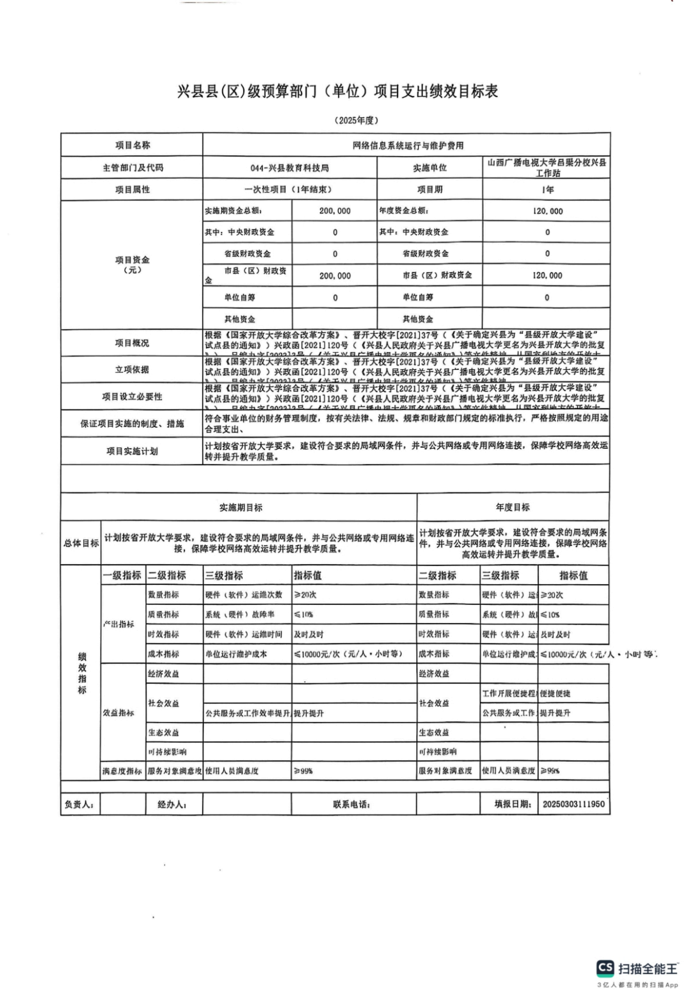 兴县县(区)级预算部门（单位）项目支出绩效目标表
（2025年度）
项目名称 网络信息系统运行与维护费用
主管部门及代码 044-兴县教育科技局 实施单位 山西广播电视大学吕梁分校兴县
工作站
项目属性 一次性项目（1年结束） 项目期 1年
项目资金
（元）
实施期资金总额： 200,000 年度资金总额： 120,000
其中：中央财政资金 0 其中：中央财政资金 0
省级财政资金 0 省级财政资金 0
市县（区）财政资
金 200,000 市县（区）财政资金 120,000
单位自筹 0 单位自筹 0
其他资金 其他资金
项目概况
根据《国家开放大学综合改革方案》、晋开大校字[2021]37号（《关于确定兴县为“县级开放大学建设”
试点县的通知》）兴政函[2021]120号（《兴县人民政府关于兴县广播电视大学更名为兴县开放大学的批复
立项依据
根据《国家开放大学综合改革方案》、晋开大校字[2021]37号（《关于确定兴县为“县级开放大学建设”
试点县的通知》）兴政函[2021]120号（《兴县人民政府关于兴县广播电视大学更名为兴县开放大学的批复
项目设立必要性
根据《国家开放大学综合改革方案》、晋开大校字[2021]37号（《关于确定兴县为“县级开放大学建设”
试点县的通知》）兴政函[2021]120号（《兴县人民政府关于兴县广播电视大学更名为兴县开放大学的批复
保证项目实施的制度、措施
符合事业单位的财务管理制度，按有关法律、法规、规章和财政部门规定的标准执行，严格按照规定的用途
合理支出、
项目实施计划
计划按省开放大学要求，建设符合要求的局域网条件，并与公共网络或专用网络连接，保障学校网络高效运
转并提升教学质量。
实施期目标 年度目标
总体目标
计划按省开放大学要求，建设符合要求的局域网条件，并与公共网络或专用网络连
接，保障学校网络高效运转并提升教学质量。
计划按省开放大学要求，建设符合要求的局域网条
件，并与公共网络或专用网络连接，保障学校网络
高效运转并提升教学质量。
绩效指标
一级指标 二级指标 三级指标 指标值 二级指标 三级指标 指标值
产出指标
数量指标 硬件（软件）运维次数 ≥20次 数量指标 硬件（软件）运 ≥20次
质量指标 系统（硬件）故障率 ≤10% 质量指标 系统（硬件）故 ≤10%
时效指标 硬件（软件）运维时间 及时及时 时效指标 硬件（软件）运 及时及时
成本指标 单位运行维护成本 ≤10000元/次（元/人·小时等） 成本指标 单位运行维护成 ≤10000元/次（元/人·小时等）
效益指标
经济效益 经济效益
社会效益 社会效益 工作开展便捷程 便捷便捷
公共服务或工作效率提升 提升提升 公共服务或工作 提升提升
生态效益 生态效益
可持续影响 可持续影响
满意度指标 服务对象满意度 使用人员满意度 ≥99% 服务对象满意度 使用人员满意度 ≥99%
负责人： 经办人： 联系电话： 填报日期： 20250303111950
CS 扫描全能王
3亿人都在用的扫描App